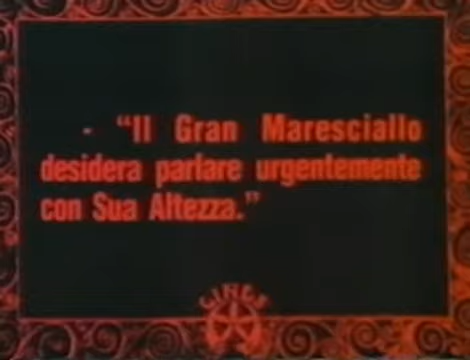 - “Il Gran Maresciallo
desidera parlare urgentemente
con Sua Altezza.”
CINES